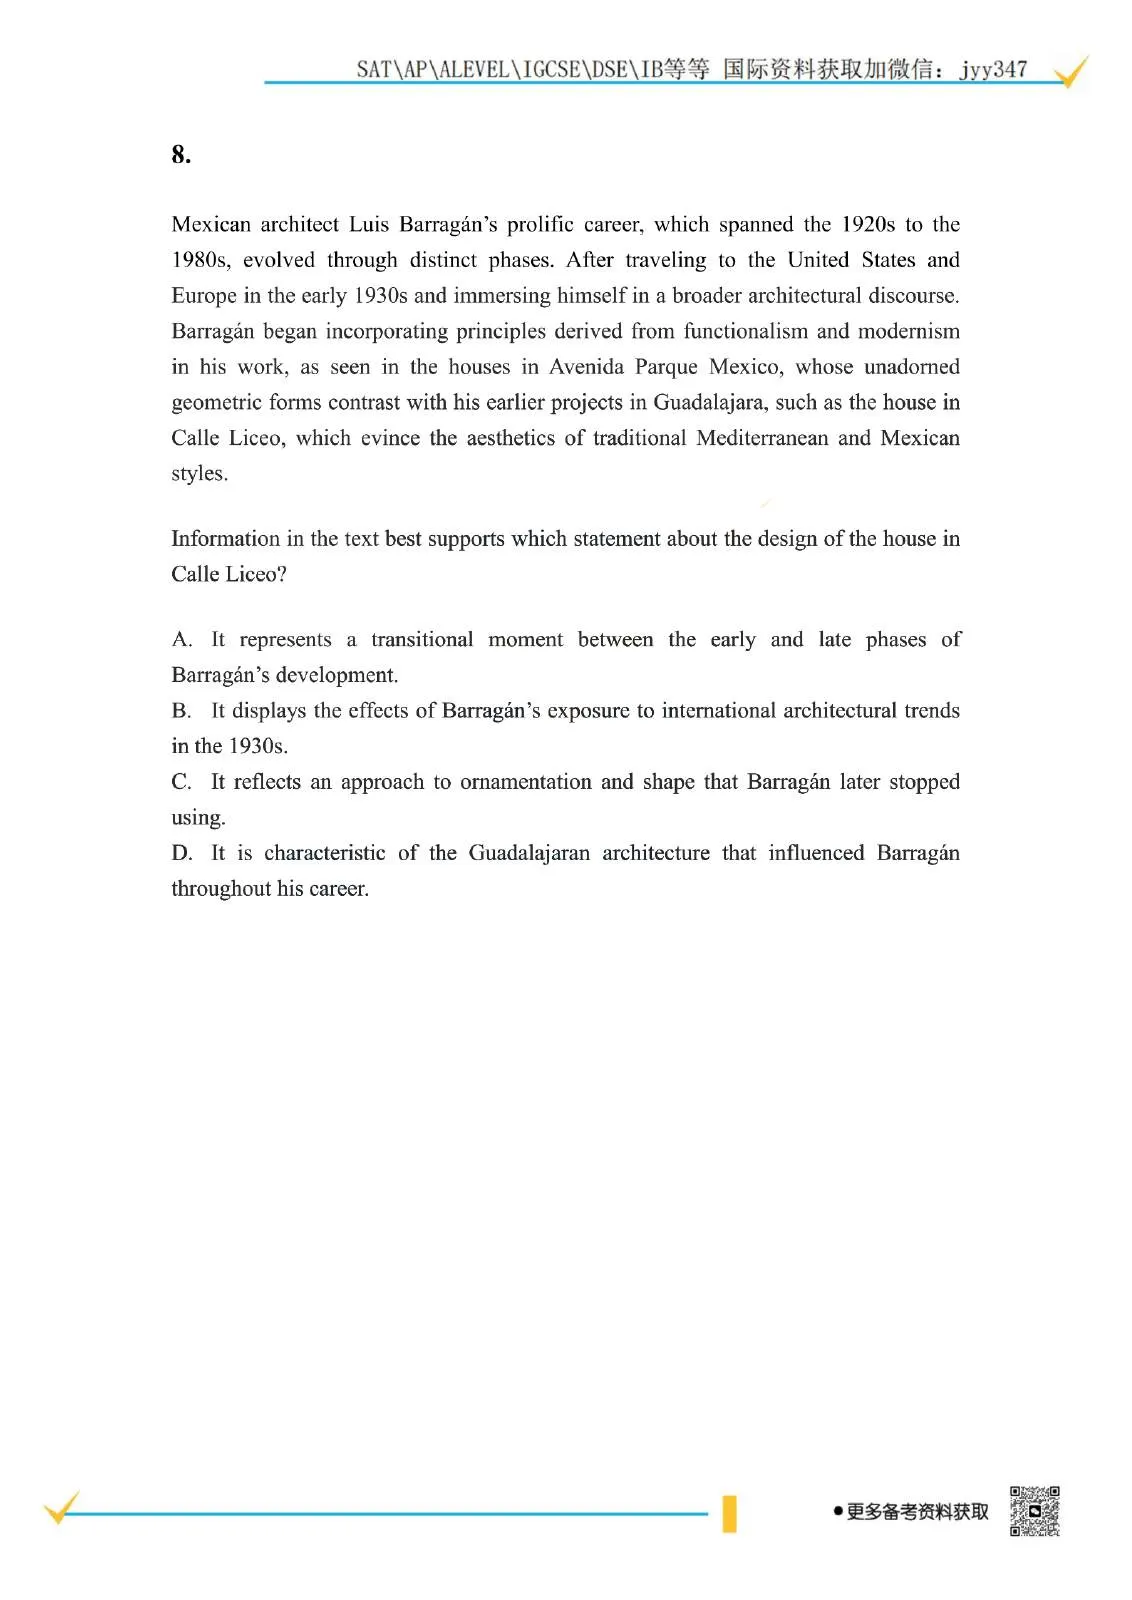 SAT\AP\ALEVEL\IGCSE\DSE\IB等等 国际资料获取加微信：jyy347
8.
Mexican architect Luis Barragán’s prolific career, which spanned the 1920s to the
1980s, evolved through distinct phases. After traveling to the United States and
Europe in the early 1930s and immersing himself in a broader architectural discourse.
Barragán began incorporating principles derived from functionalism and modernism
in his work, as seen in the houses in Avenida Parque Mexico, whose unadorned
geometric forms contrast with his earlier projects in Guadalajara, such as the house in
Calle Liceo, which evince the aesthetics of traditional Mediterranean and Mexican
styles.
Information in the text best supports which statement about the design of the house in
Calle Liceo?
A. It represents a transitional moment between the early and late phases of
Barragán’s development.
B. It displays the effects of Barragán’s exposure to international architectural trends
in the 1930s.
C. It reflects an approach to ornamentation and shape that Barragán later stopped
using.
D. It is characteristic of the Guadalajaran architecture that influenced Barragán
throughout his career.
●更多备考资料获取